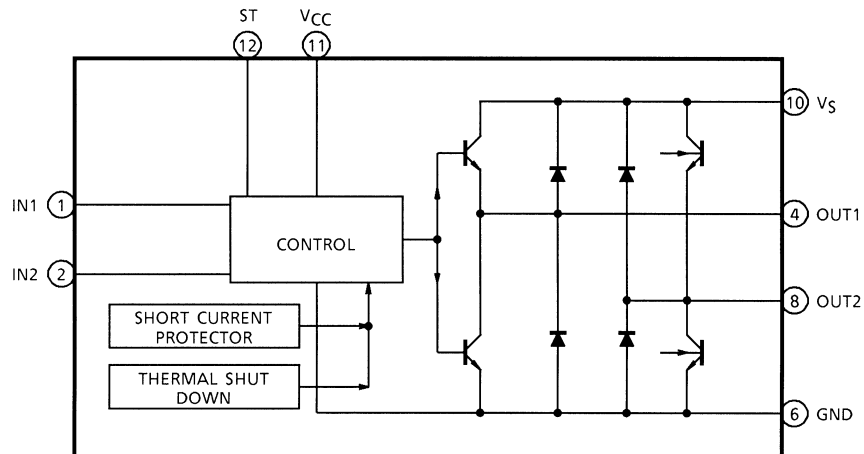 ST VCC
12 11
10 VS
IN1 1
4 OUT1
CONTROL
IN2 2
8 OUT2
SHORT CURRENT
PROTECTOR
THERMAL SHUT
DOWN
6 GND